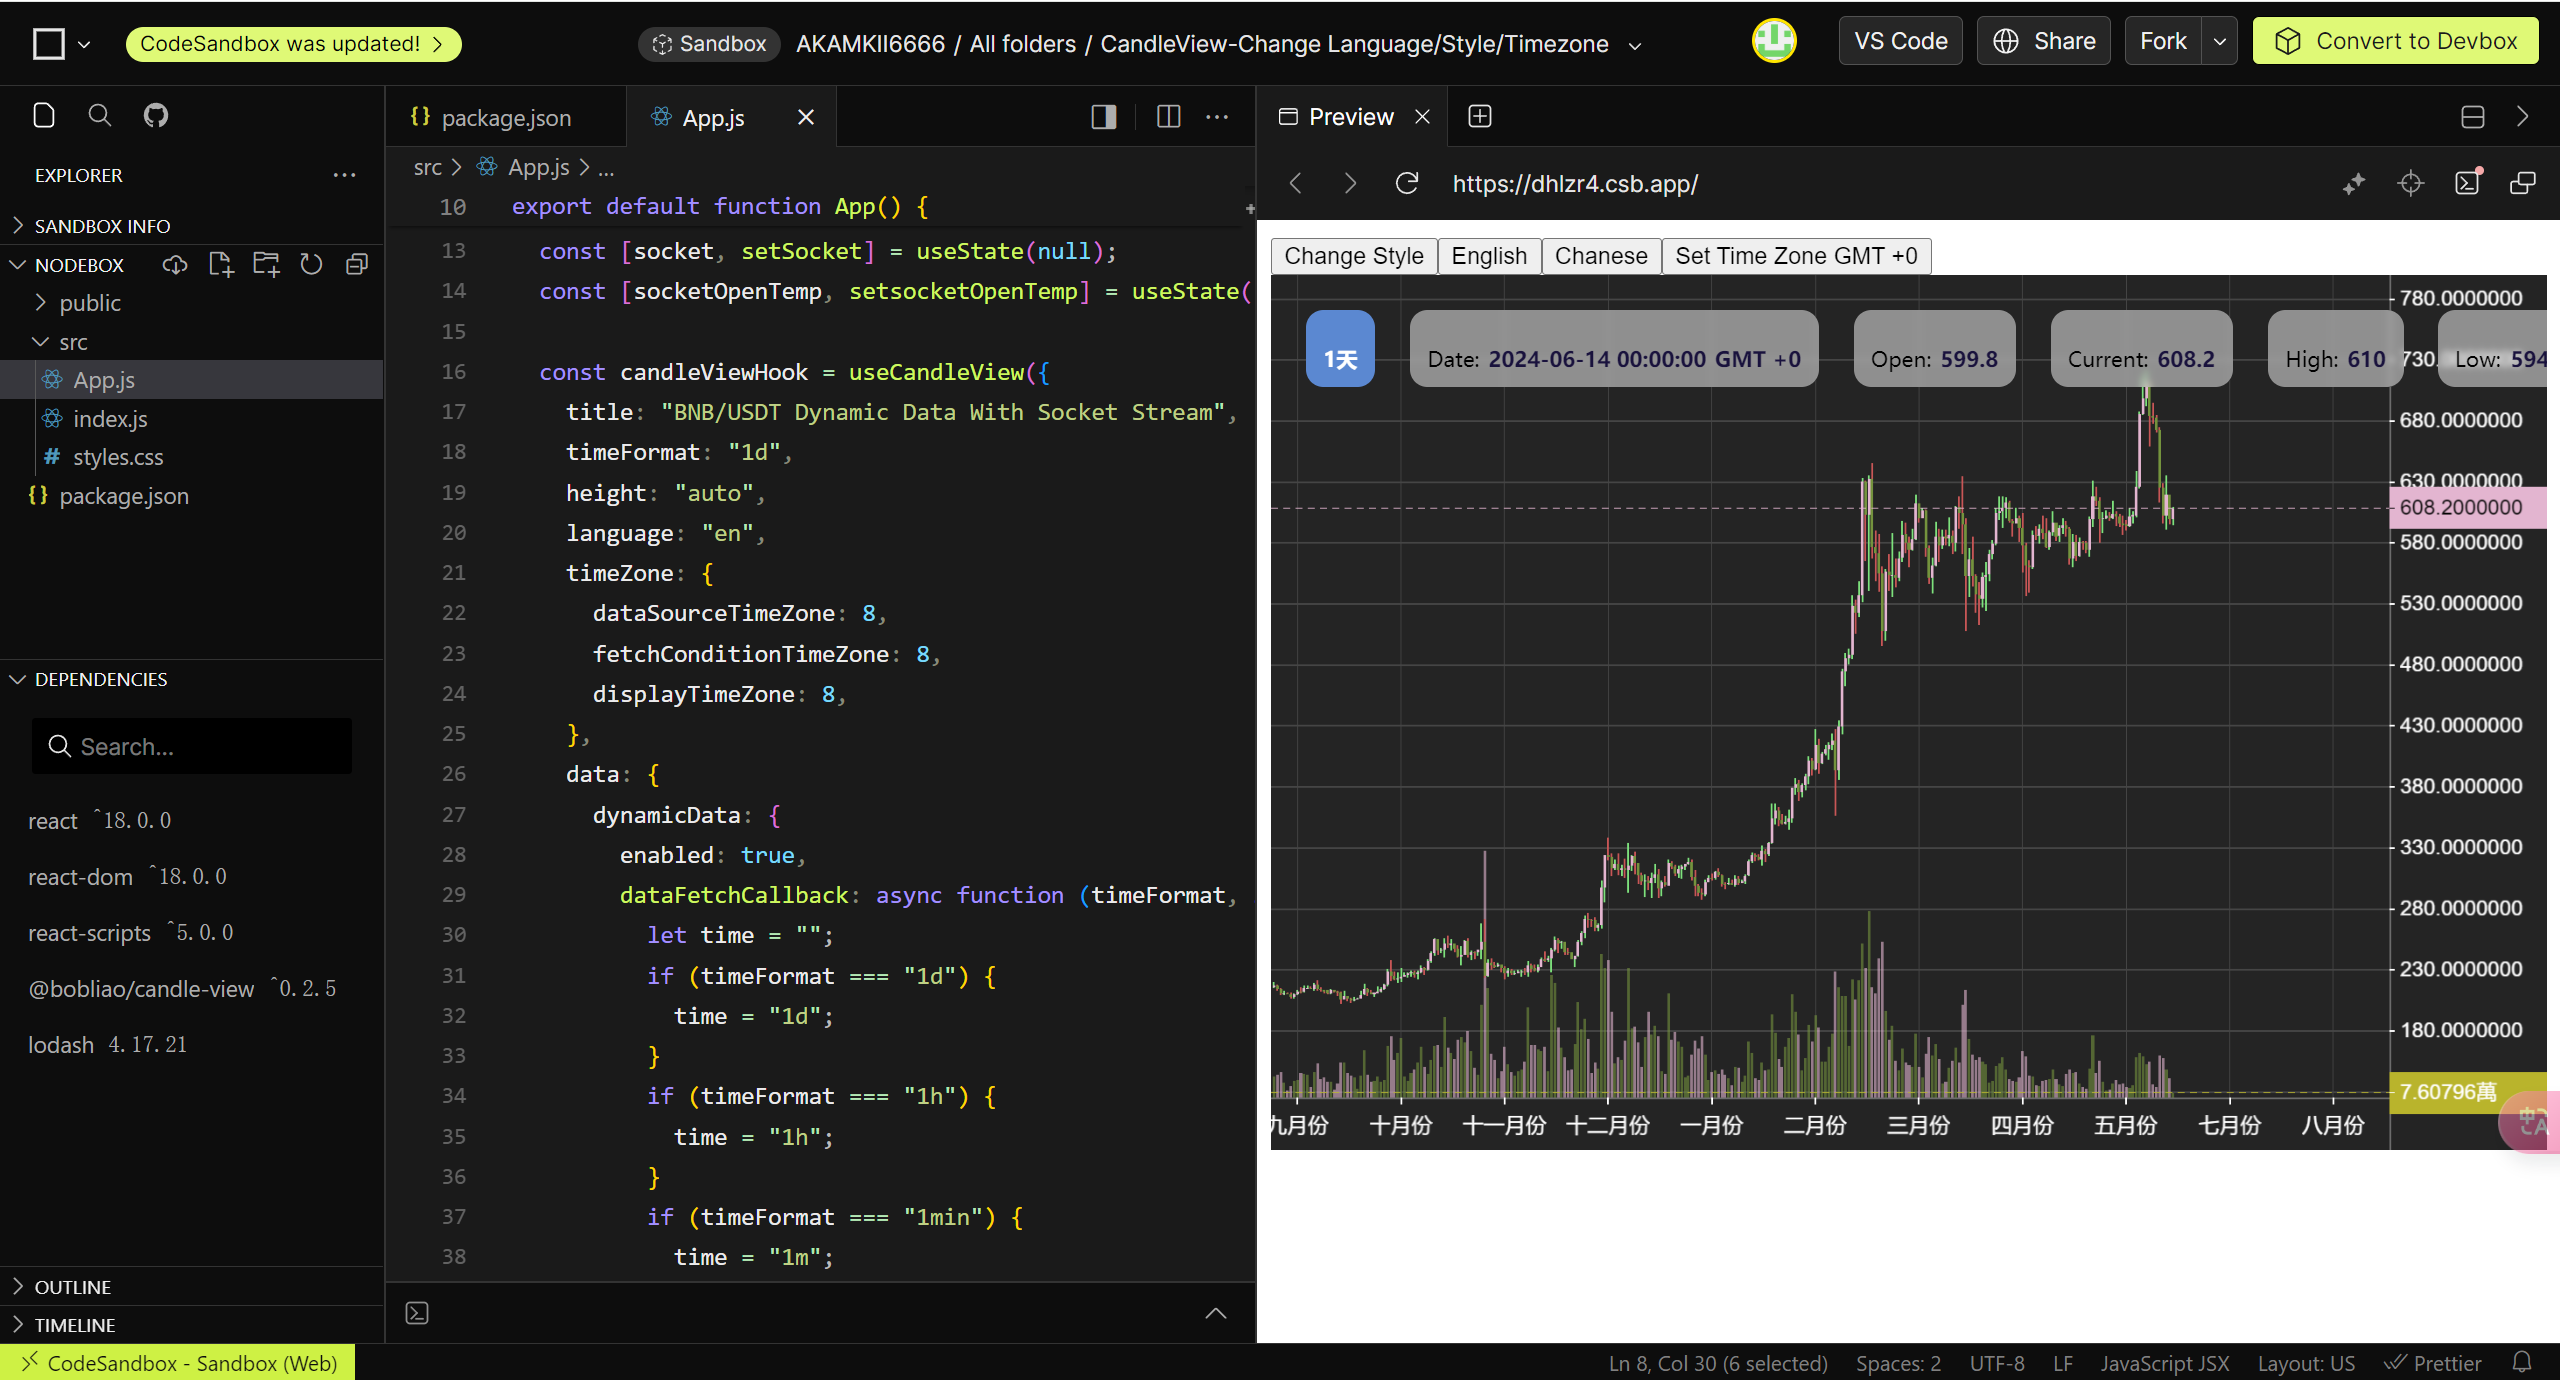 CodeSandbox was updated!
Sandbox AKAMKII6666 / All folders / CandleView-Change Language/Style/Timezone
VS Code
Share
Fork
Convert to Devbox
EXPLORER
SANDBOX INFO
NODEBOX
public
src
App.js
index.js
styles.css
package.json
DEPENDENCIES
Search...
react ^18.0.0
react-dom ^18.0.0
react-scripts ^5.0.0
@bobliao/candle-view ^0.2.5
lodash 4.17.21
OUTLINE
TIMELINE
package.json
App.js
src > App.js > ...
10 export default function App() {
13 const [socket, setSocket] = useState(null);
14 const [socketOpenTemp, setsocketOpenTemp] = useState(
15
16 const candleViewHook = useCandleView({
17 title: "BNB/USDT Dynamic Data With Socket Stream",
18 timeFormat: "1d",
19 height: "auto",
20 language: "en",
21 timeZone: {
22 dataSourceTimeZone: 8,
23 fetchConditionTimeZone: 8,
24 displayTimeZone: 8,
25 },
26 data: {
27 dynamicData: {
28 enabled: true,
29 dataFetchCallback: async function (timeFormat,
30 let time = "";
31 if (timeFormat === "1d") {
32 time = "1d";
33 }
34 if (timeFormat === "1h") {
35 time = "1h";
36 }
37 if (timeFormat === "1min") {
38 time = "1m";
Preview
https://dhlzr4.csb.app/
Change Style
English
Chanese
Set Time Zone GMT +0
1天
Date: 2024-06-14 00:00:00 GMT +0
Open: 599.8
Current: 608.2
High: 610
Low: 594
780.0000000
730.
680.0000000
630.0000000
608.2000000
580.0000000
530.0000000
480.0000000
430.0000000
380.0000000
330.0000000
280.0000000
230.0000000
180.0000000
7.60796萬
九月份 十月份 十一月份 十二月份 一月份 二月份 三月份 四月份 五月份 七月份 八月份
中A
CodeSandbox - Sandbox (Web)
Ln 8, Col 30 (6 selected)
Spaces: 2
UTF-8
LF
JavaScript JSX
Layout: US
Prettier